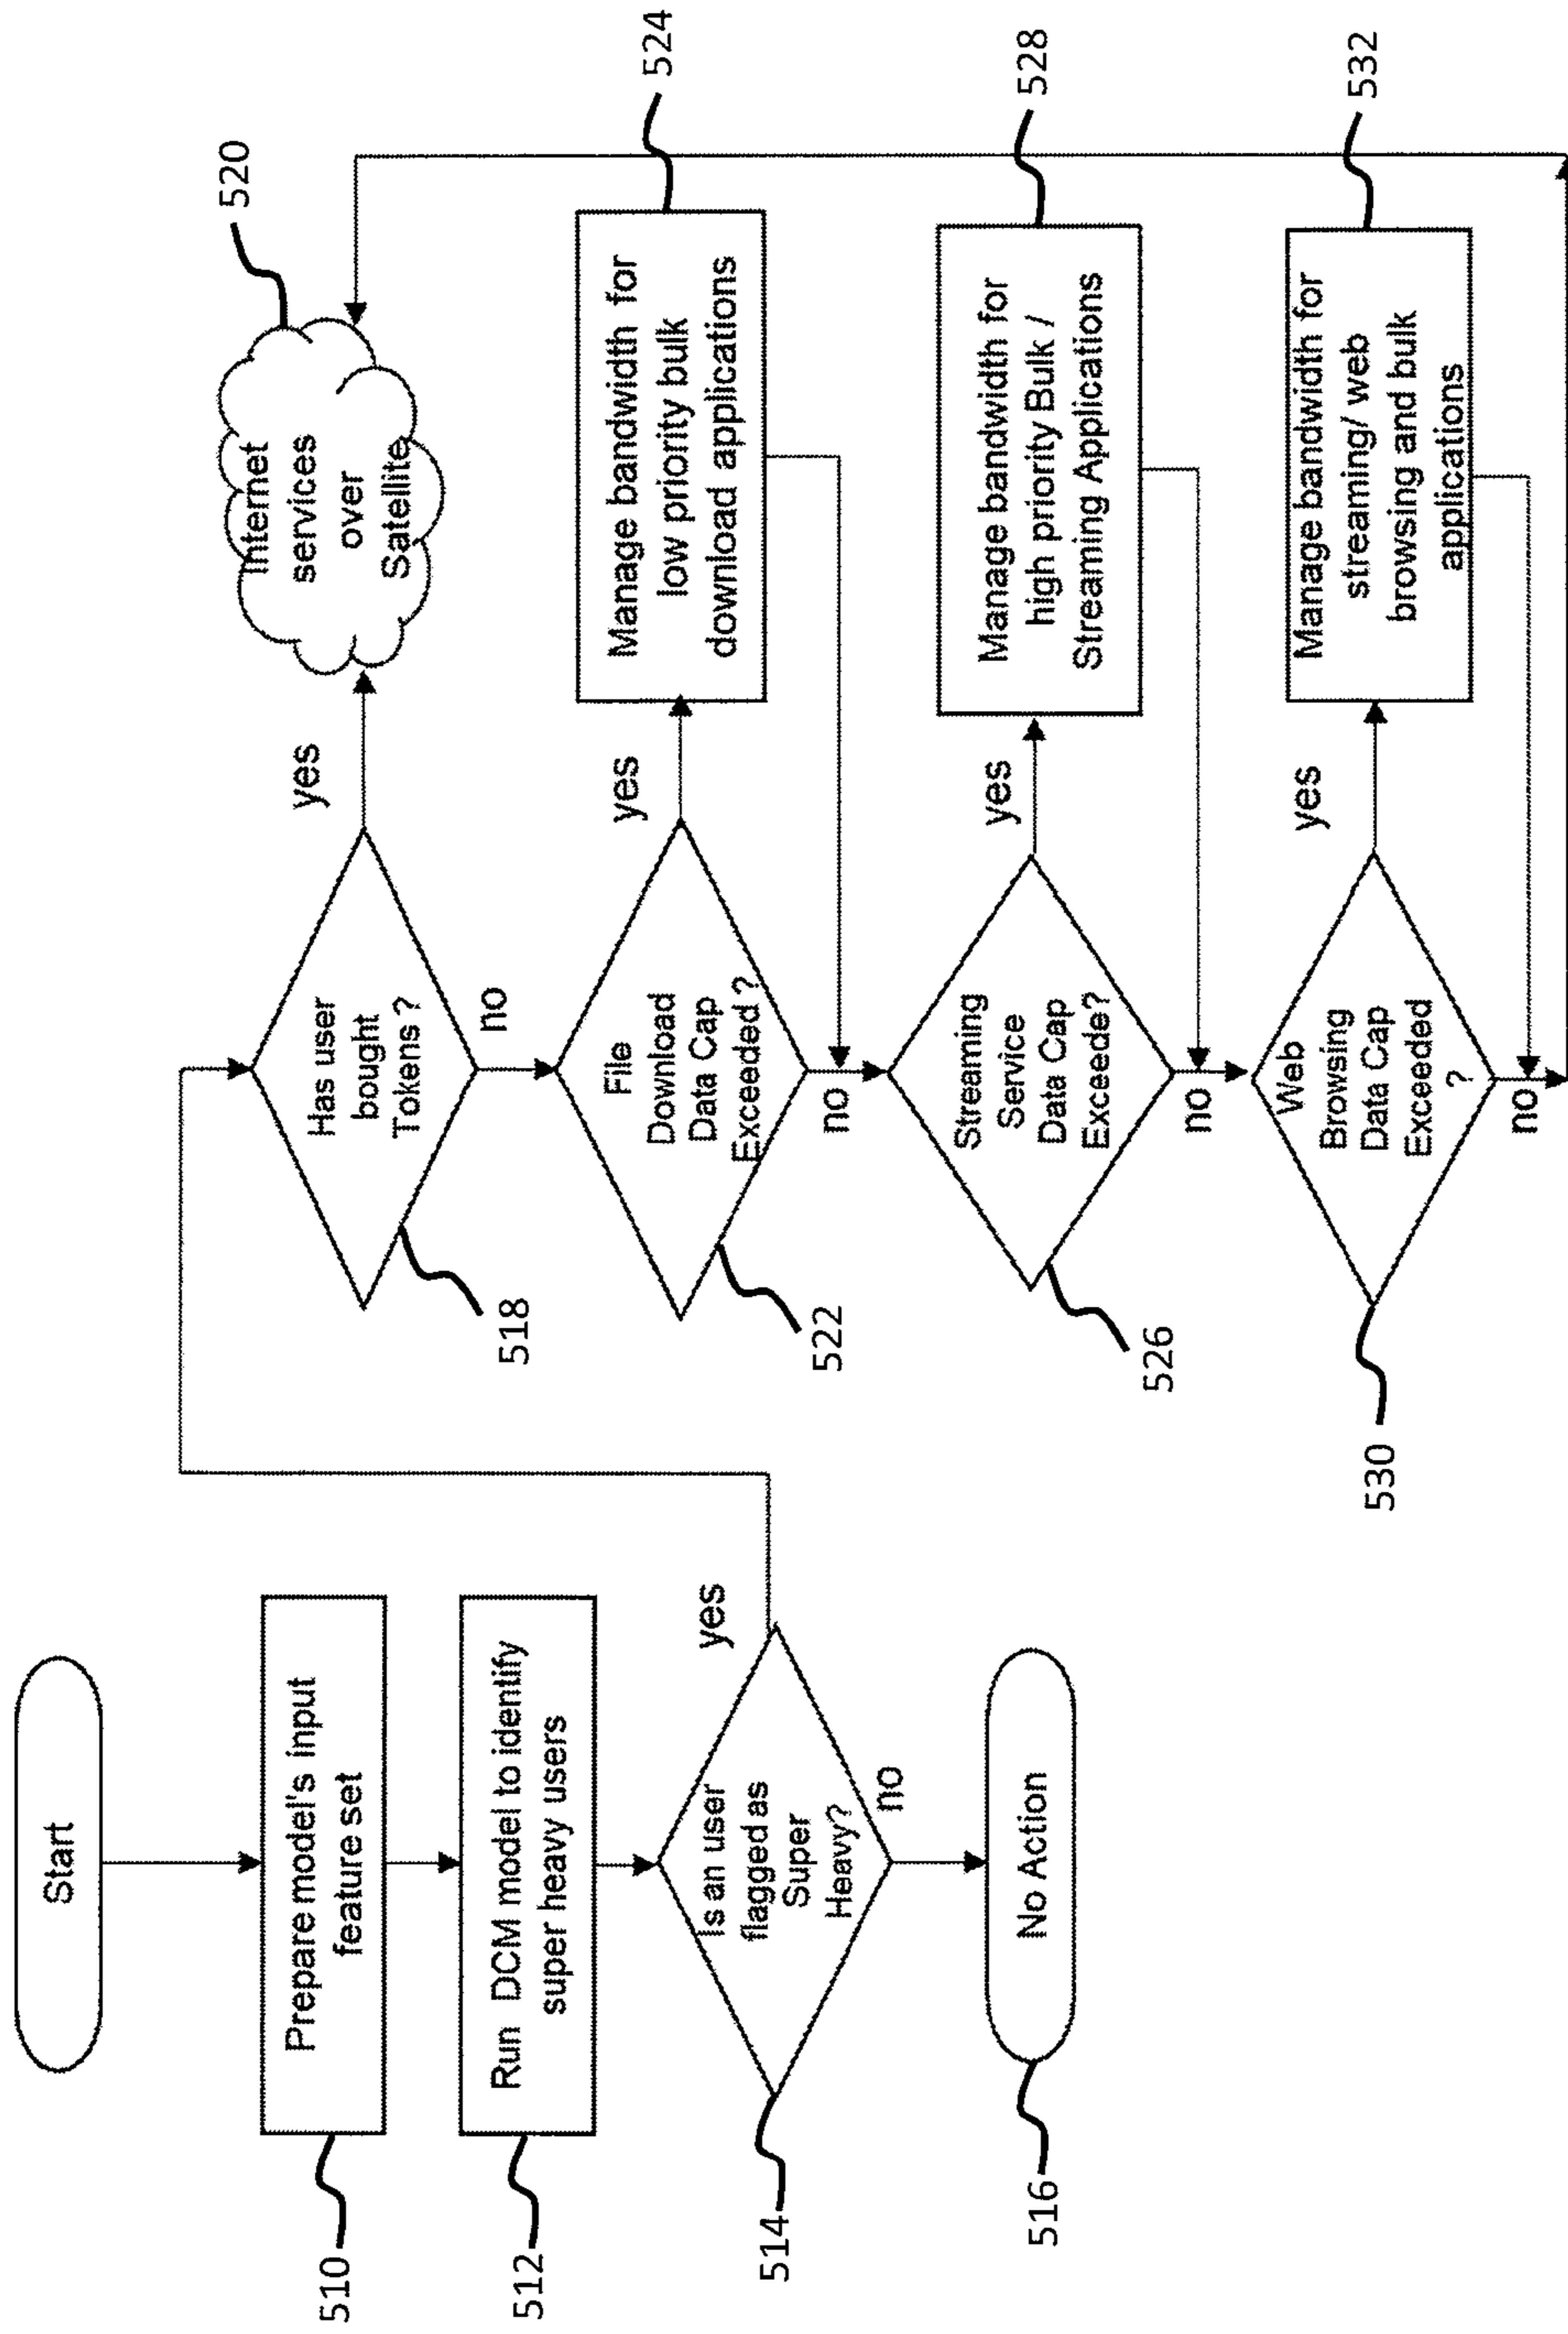 Start
Prepare model's input
feature set
510
Run DCM model to identify
super heavy users
512
Is an user
flagged as
Super
Heavy?
yes
no
514
No Action
516
Has user
bought
Tokens ?
yes
no
518
Internet
services
over
Satellite
520
File
Download
Data Cap
Exceeded ?
yes
no
522
Manage bandwidth for
low priority bulk
download applications
524
Streaming
Service
Data Cap
Exceede?
yes
no
526
Manage bandwidth for
high priority Bulk /
Streaming Applications
528
Web
Browsing
Data Cap
Exceeded
?
yes
no
530
Manage bandwidth for
streaming/ web
browsing and bulk
applications
532